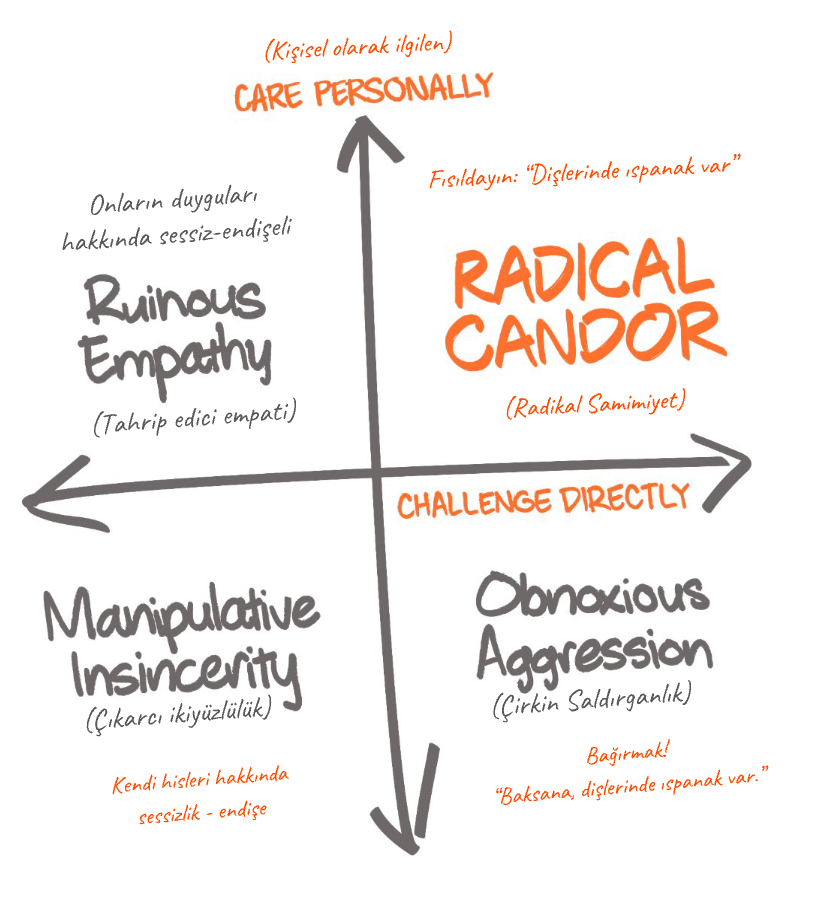 (Kişisel olarak ilgilen)
CARE PERSONALLY
Fısıldayın: “Dişlerinde ıspanak var”
Onların duyguları
hakkında sessiz-endişeli
Ruinous
Empathy
(Tahrip edici empati)
RADICAL
CANDOR
(Radikal Samimiyet)
CHALLENGE DIRECTLY
Manipulative
Insincerity
(Çıkarcı ikiyüzlülük)
Kendi hisleri hakkında
sessizlik - endişe
Obnoxious
Aggression
(Çirkin Saldırganlık)
Bağırmak!
“Baksana, dişlerinde ıspanak var.”